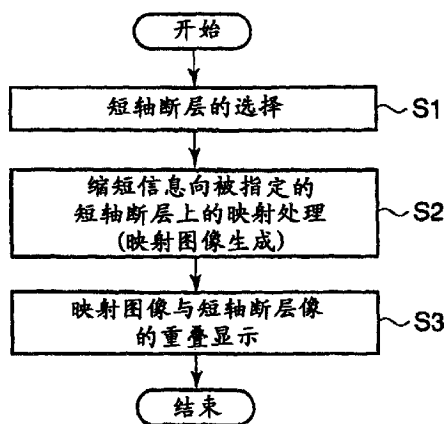 开始
短轴断层的选择
S1
缩短信息向被指定的
短轴断层上的映射处理
(映射图像生成)
S2
映射图像与短轴断层像
的重叠显示
S3
结束